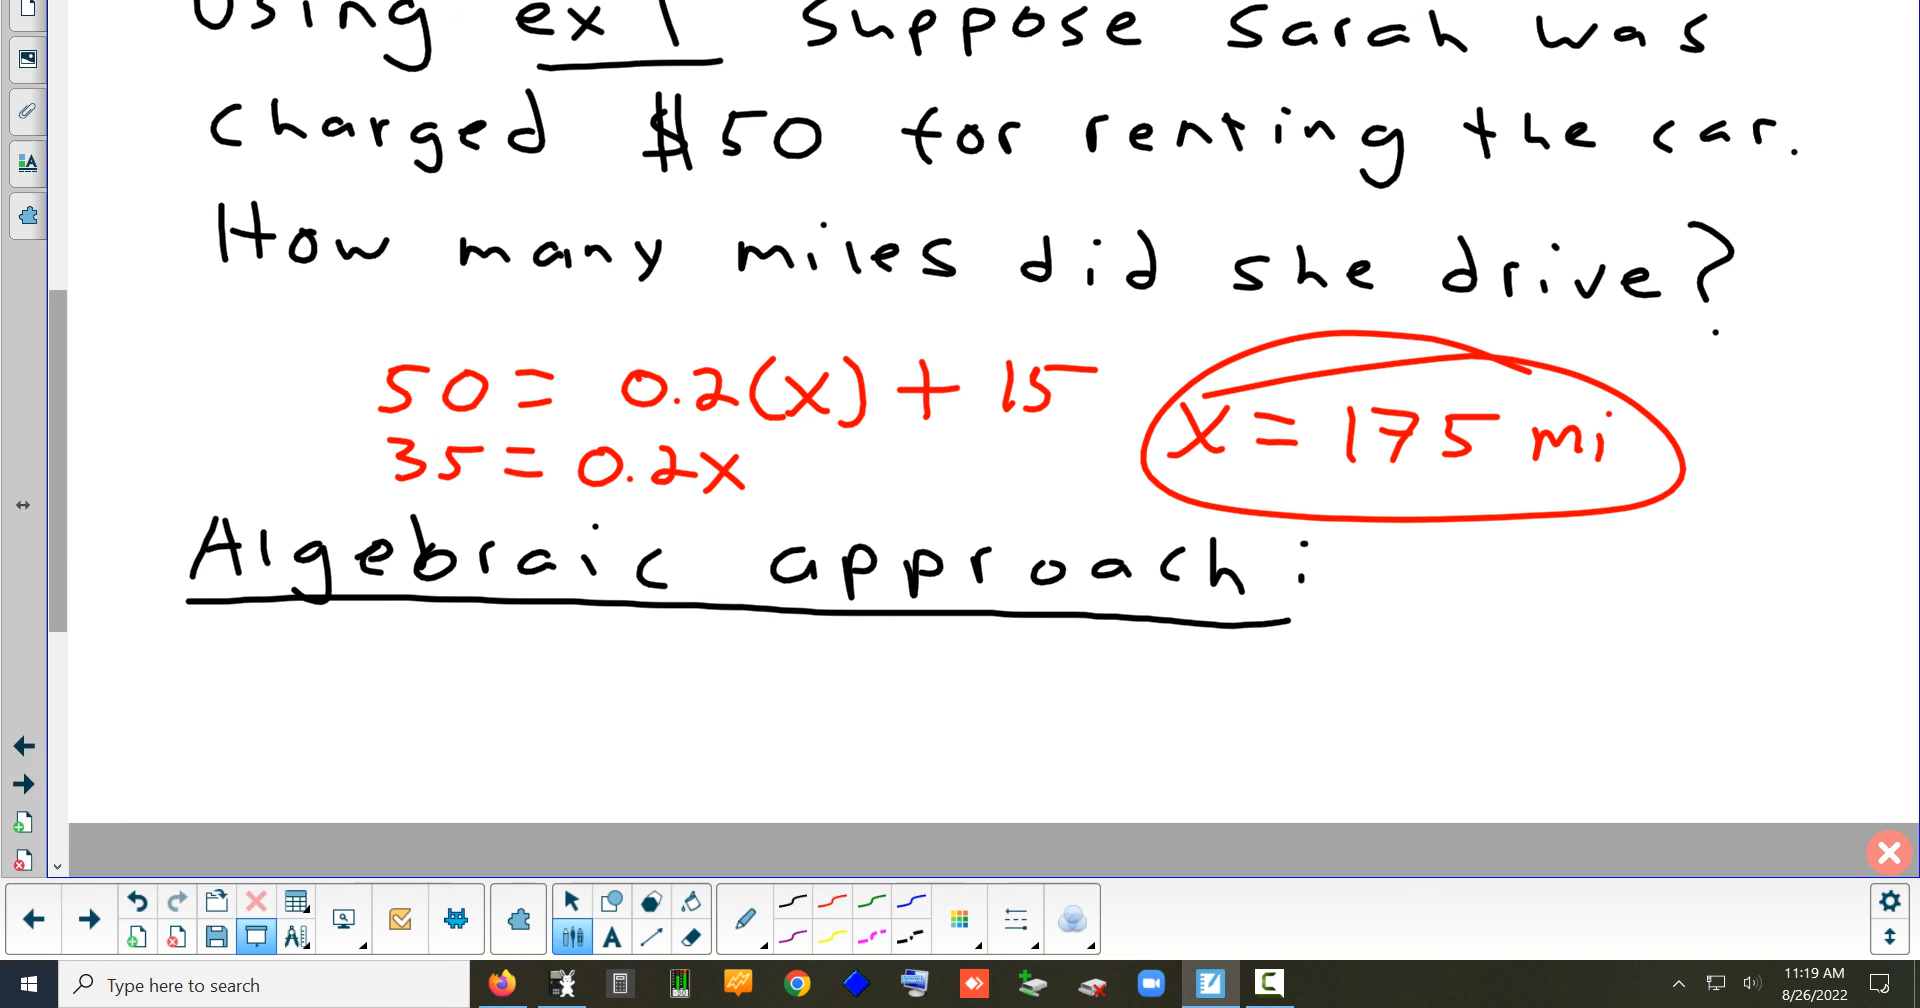 Using ex 1 suppose sarah was
charged $50 for renting the car.
How many miles did she drive?
50 = 0.2(x) + 15
x = 175 mi
35 = 0.2x
Algebraic approach:
Type here to search
11:19 AM
8/26/2022